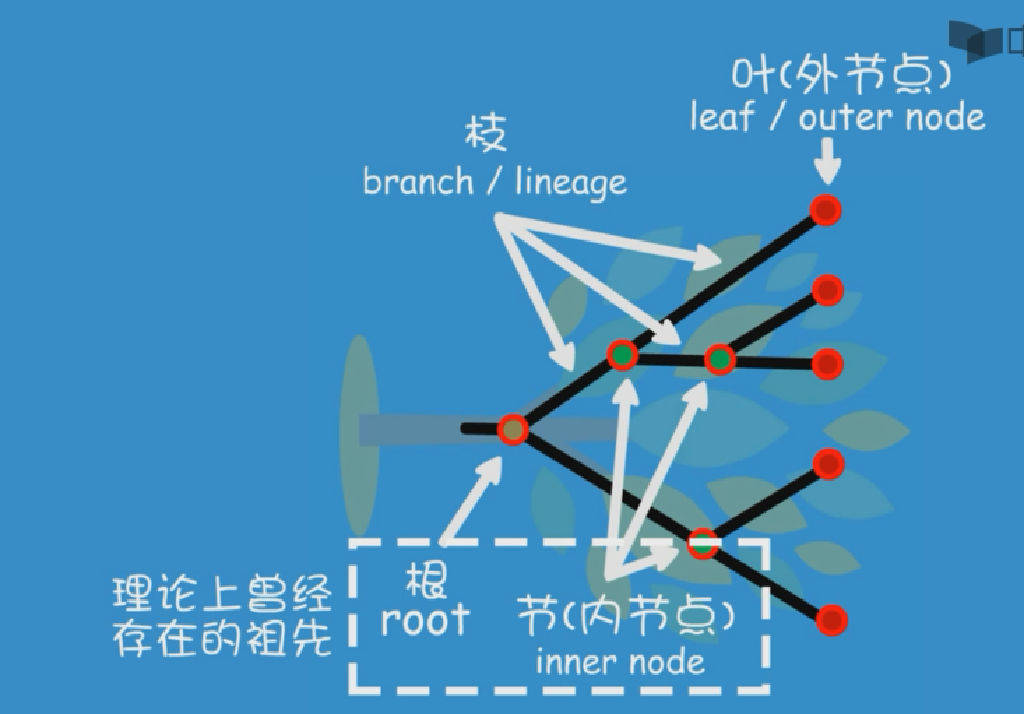 叶(外节点)
leaf / outer node
枝
branch / lineage
理论上曾经
存在的祖先
根
root
节(内节点)
inner node